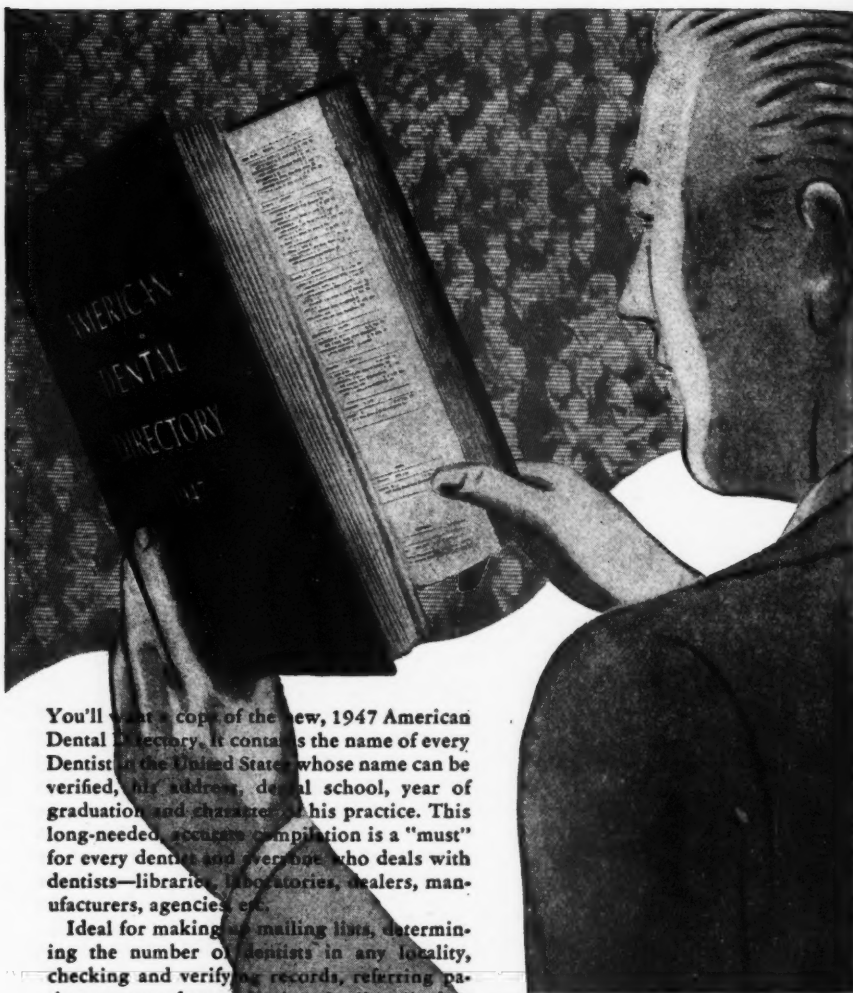 AMERICAN
DENTAL
DIRECTORY
You'll want a copy of the new, 1947 American
Dental Directory. It contains the name of every
Dentist in the United States whose name can be
verified, his address, dental school, year of
graduation and character of his practice. This
long-needed, accurate compilation is a "must"
for every dentist and everyone who deals with
dentists—libraries, laboratories, dealers, man-
ufacturers, agencies, etc.
Ideal for making up mailing lists, determin-
ing the number of dentists in any locality,
checking and verifying records, referring pa-